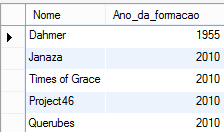 Nome Ano_da_formacao
Dahmer 1955
Janaza 2010
Times of Grace 2010
Project46 2010
Querubes 2010